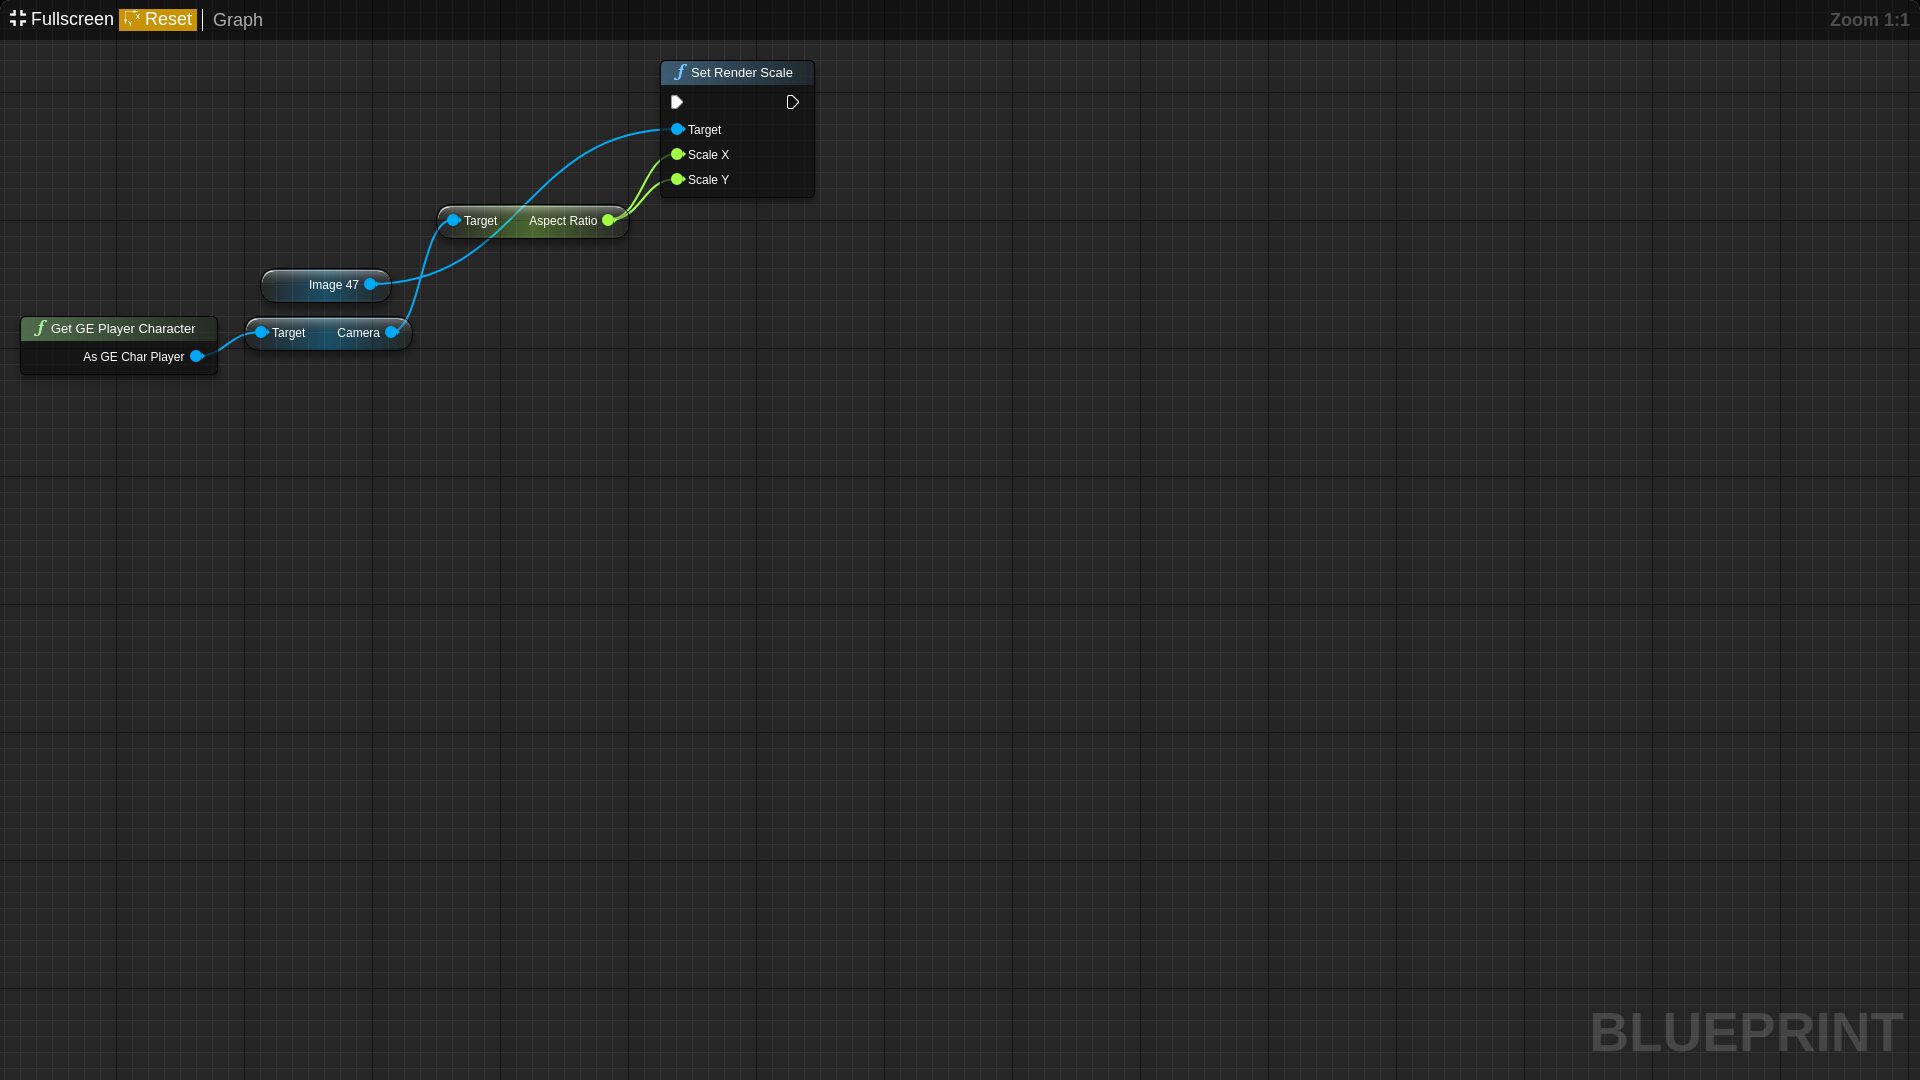 Fullscreen Reset Graph Zoom 1:1
f Set Render Scale
Target
Scale X
Scale Y
Target Aspect Ratio
Image 47
f Get GE Player Character
As GE Char Player
Target Camera
BLUEPRINT